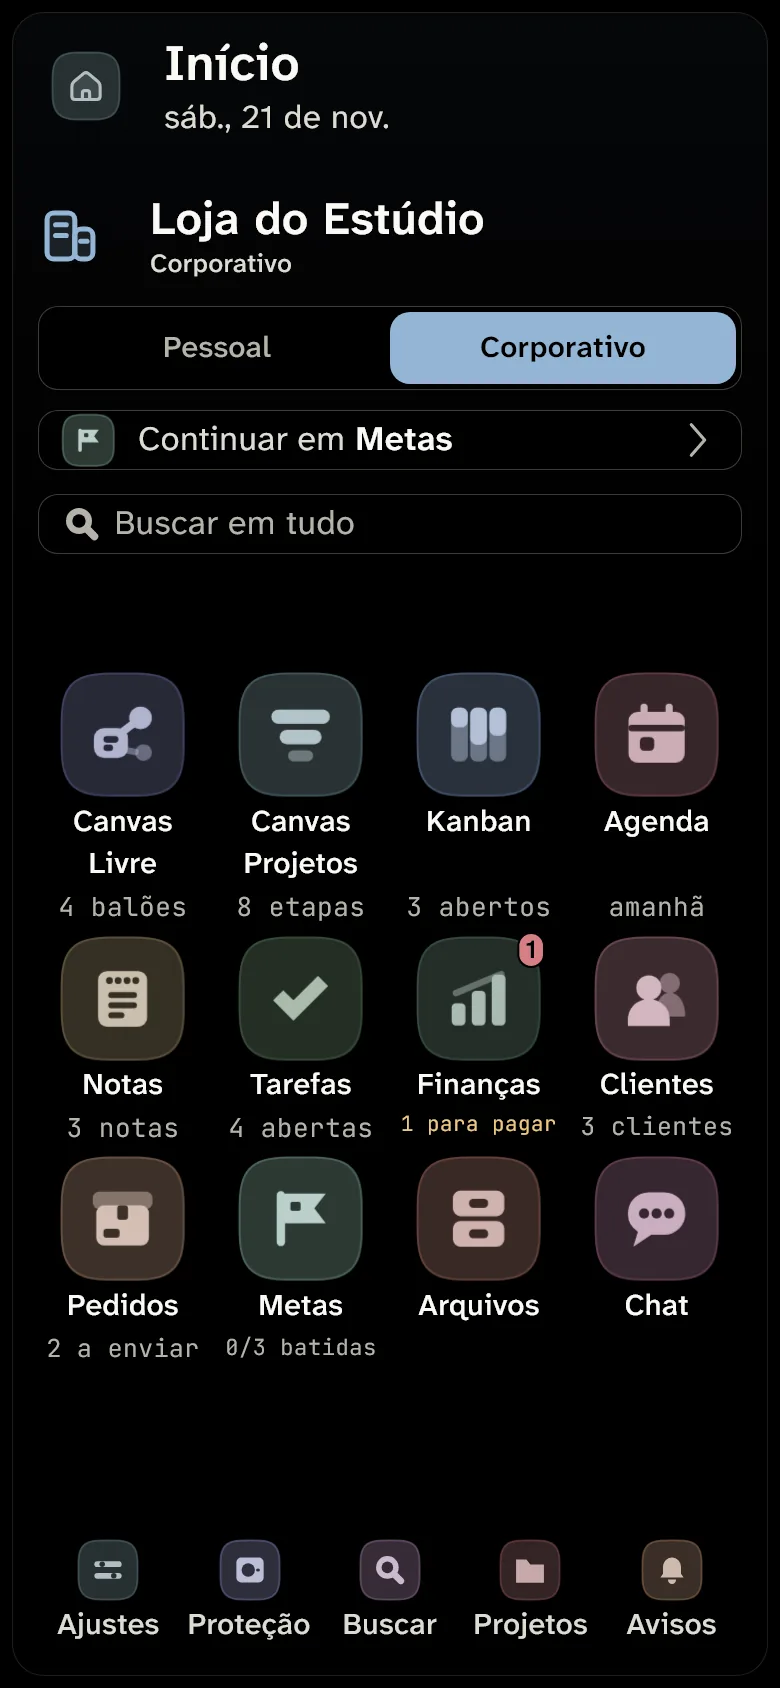 Início
sáb., 21 de nov.
Loja do Estúdio
Corporativo
Pessoal
Corporativo
Continuar em Metas
Buscar em tudo
Canvas Livre
4 balões
Canvas Projetos
8 etapas
Kanban
3 abertos
Agenda
amanhã
Notas
3 notas
Tarefas
4 abertas
1
Finanças
1 para pagar
Clientes
3 clientes
Pedidos
2 a enviar
Metas
0/3 batidas
Arquivos
Chat
Ajustes
Proteção
Buscar
Projetos
Avisos